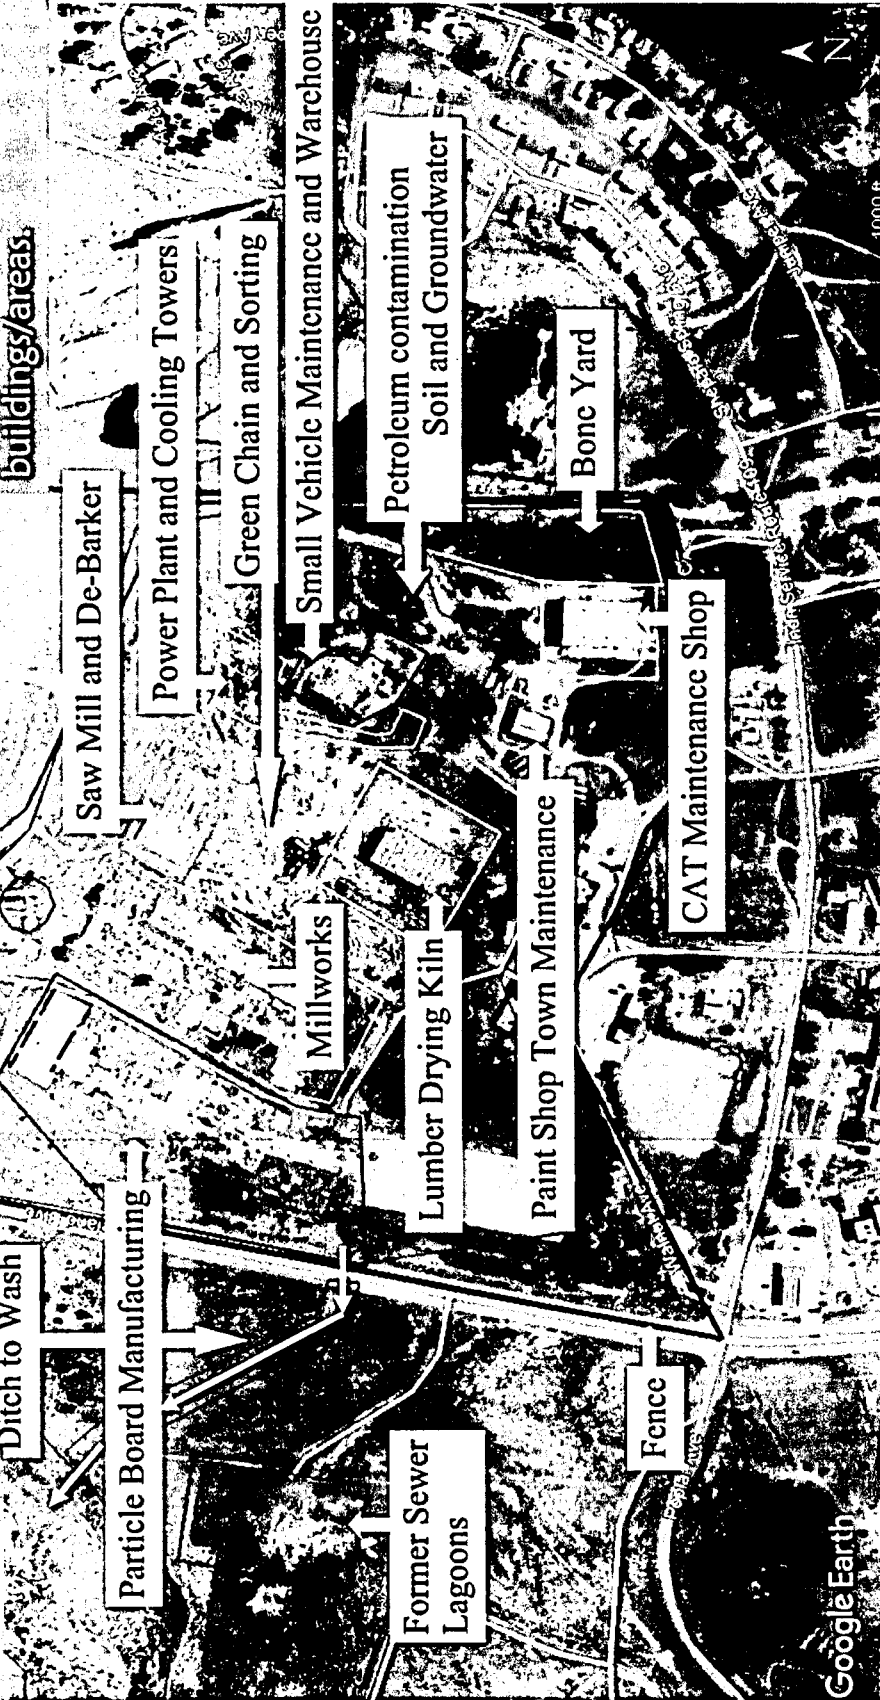 buildings/areas.
Saw Mill and De-Barker
Power Plant and Cooling Towers
Green Chain and Sorting
Small Vehicle Maintenance and Warehouse
Petroleum contamination
Soil and Groundwater
Bone Yard
CAT Maintenance Shop
Millworks
Lumber Drying Kiln
Paint Shop Town Maintenance
Ditch to Wash
Particle Board Manufacturing
Former Sewer
Lagoons
Fence
Google Earth
N
1000 ft